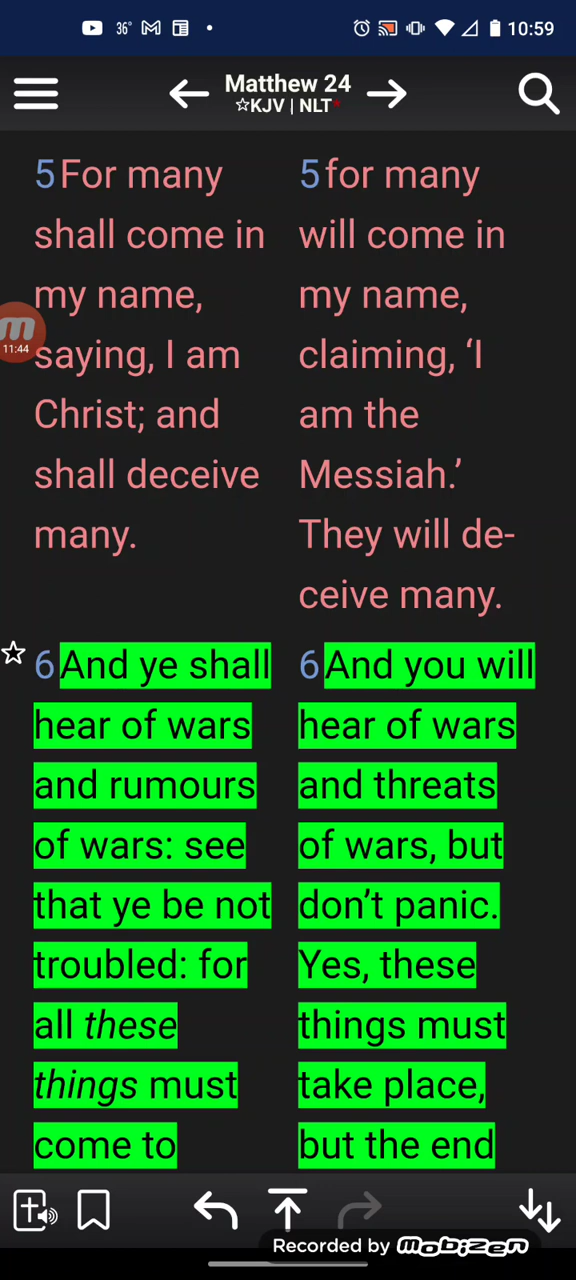 36° 10:59
Matthew 24
☆KJV | NLT*
5 For many
shall come in
my name,
saying, I am
Christ; and
shall deceive
many.
6 And ye shall
hear of wars
and rumours
of wars: see
that ye be not
troubled: for
all these
things must
come to
5 for many
will come in
my name,
claiming, ‘I
am the
Messiah.’
They will de-
ceive many.
6 And you will
hear of wars
and threats
of wars, but
don’t panic.
Yes, these
things must
take place,
but the end
m
11:44
Recorded by mobizen